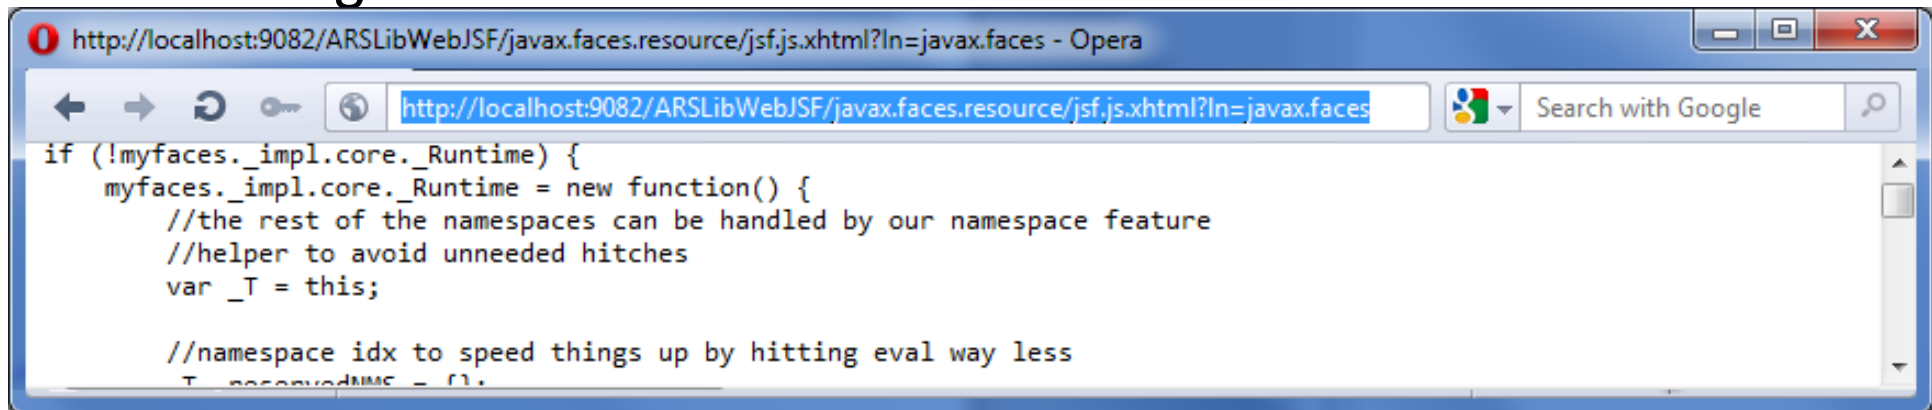 http://localhost:9082/ARSLibWebJSF/javax.faces.resource/jsf.js.xhtml?ln=javax.faces - Opera
http://localhost:9082/ARSLibWebJSF/javax.faces.resource/jsf.js.xhtml?ln=javax.faces Search with Google
if (!myfaces._impl.core._Runtime) {
myfaces._impl.core._Runtime = new function() {
//the rest of the namespaces can be handled by our namespace feature
//helper to avoid unneeded hitches
var _T = this;
//namespace idx to speed things up by hitting eval way less
_T._reservedNMS = {};